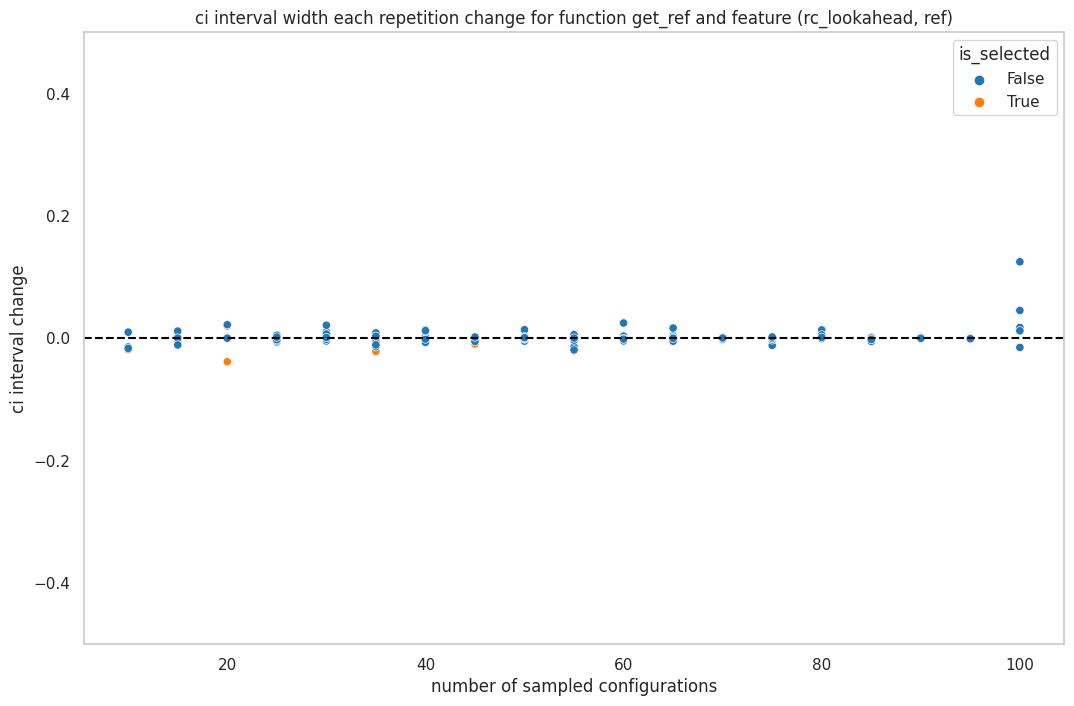 ci interval width each repetition change for function get_ref and feature (rc_lookahead, ref)
is_selected
False
True
ci interval change
0.4
0.2
0.0
−0.2
−0.4
20 40 60 80 100
number of sampled configurations